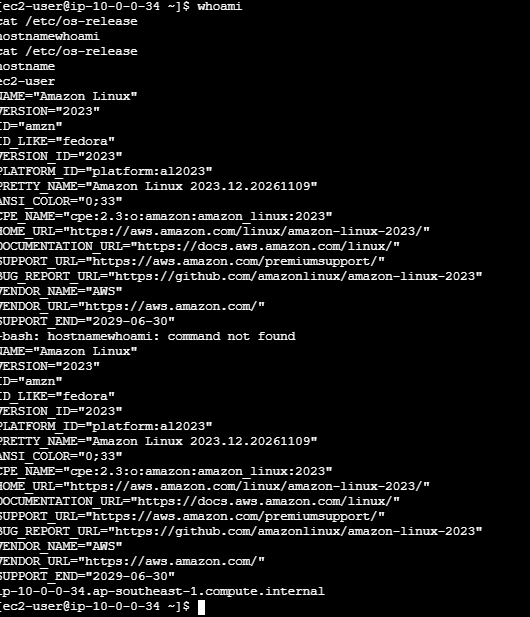 [ec2-user@ip-10-0-0-34 ~]$ whoami
cat /etc/os-release
hostnamewhoami
cat /etc/os-release
hostname
ec2-user
NAME="Amazon Linux"
VERSION="2023"
ID="amzn"
ID_LIKE="fedora"
VERSION_ID="2023"
PLATFORM_ID="platform:al2023"
PRETTY_NAME="Amazon Linux 2023.12.20261109"
ANSI_COLOR="0;33"
CPE_NAME="cpe:2.3:o:amazon:amazon_linux:2023"
HOME_URL="https://aws.amazon.com/linux/amazon-linux-2023/"
DOCUMENTATION_URL="https://docs.aws.amazon.com/linux/"
SUPPORT_URL="https://aws.amazon.com/premiumsupport/"
BUG_REPORT_URL="https://github.com/amazonlinux/amazon-linux-2023"
VENDOR_NAME="AWS"
VENDOR_URL="https://aws.amazon.com/"
SUPPORT_END="2029-06-30"
-bash: hostnamewhoami: command not found
NAME="Amazon Linux"
VERSION="2023"
ID="amzn"
ID_LIKE="fedora"
VERSION_ID="2023"
PLATFORM_ID="platform:al2023"
PRETTY_NAME="Amazon Linux 2023.12.20261109"
ANSI_COLOR="0;33"
CPE_NAME="cpe:2.3:o:amazon:amazon_linux:2023"
HOME_URL="https://aws.amazon.com/linux/amazon-linux-2023/"
DOCUMENTATION_URL="https://docs.aws.amazon.com/linux/"
SUPPORT_URL="https://aws.amazon.com/premiumsupport/"
BUG_REPORT_URL="https://github.com/amazonlinux/amazon-linux-2023"
VENDOR_NAME="AWS"
VENDOR_URL="https://aws.amazon.com/"
SUPPORT_END="2029-06-30"
ip-10-0-0-34.ap-southeast-1.compute.internal
[ec2-user@ip-10-0-0-34 ~]$